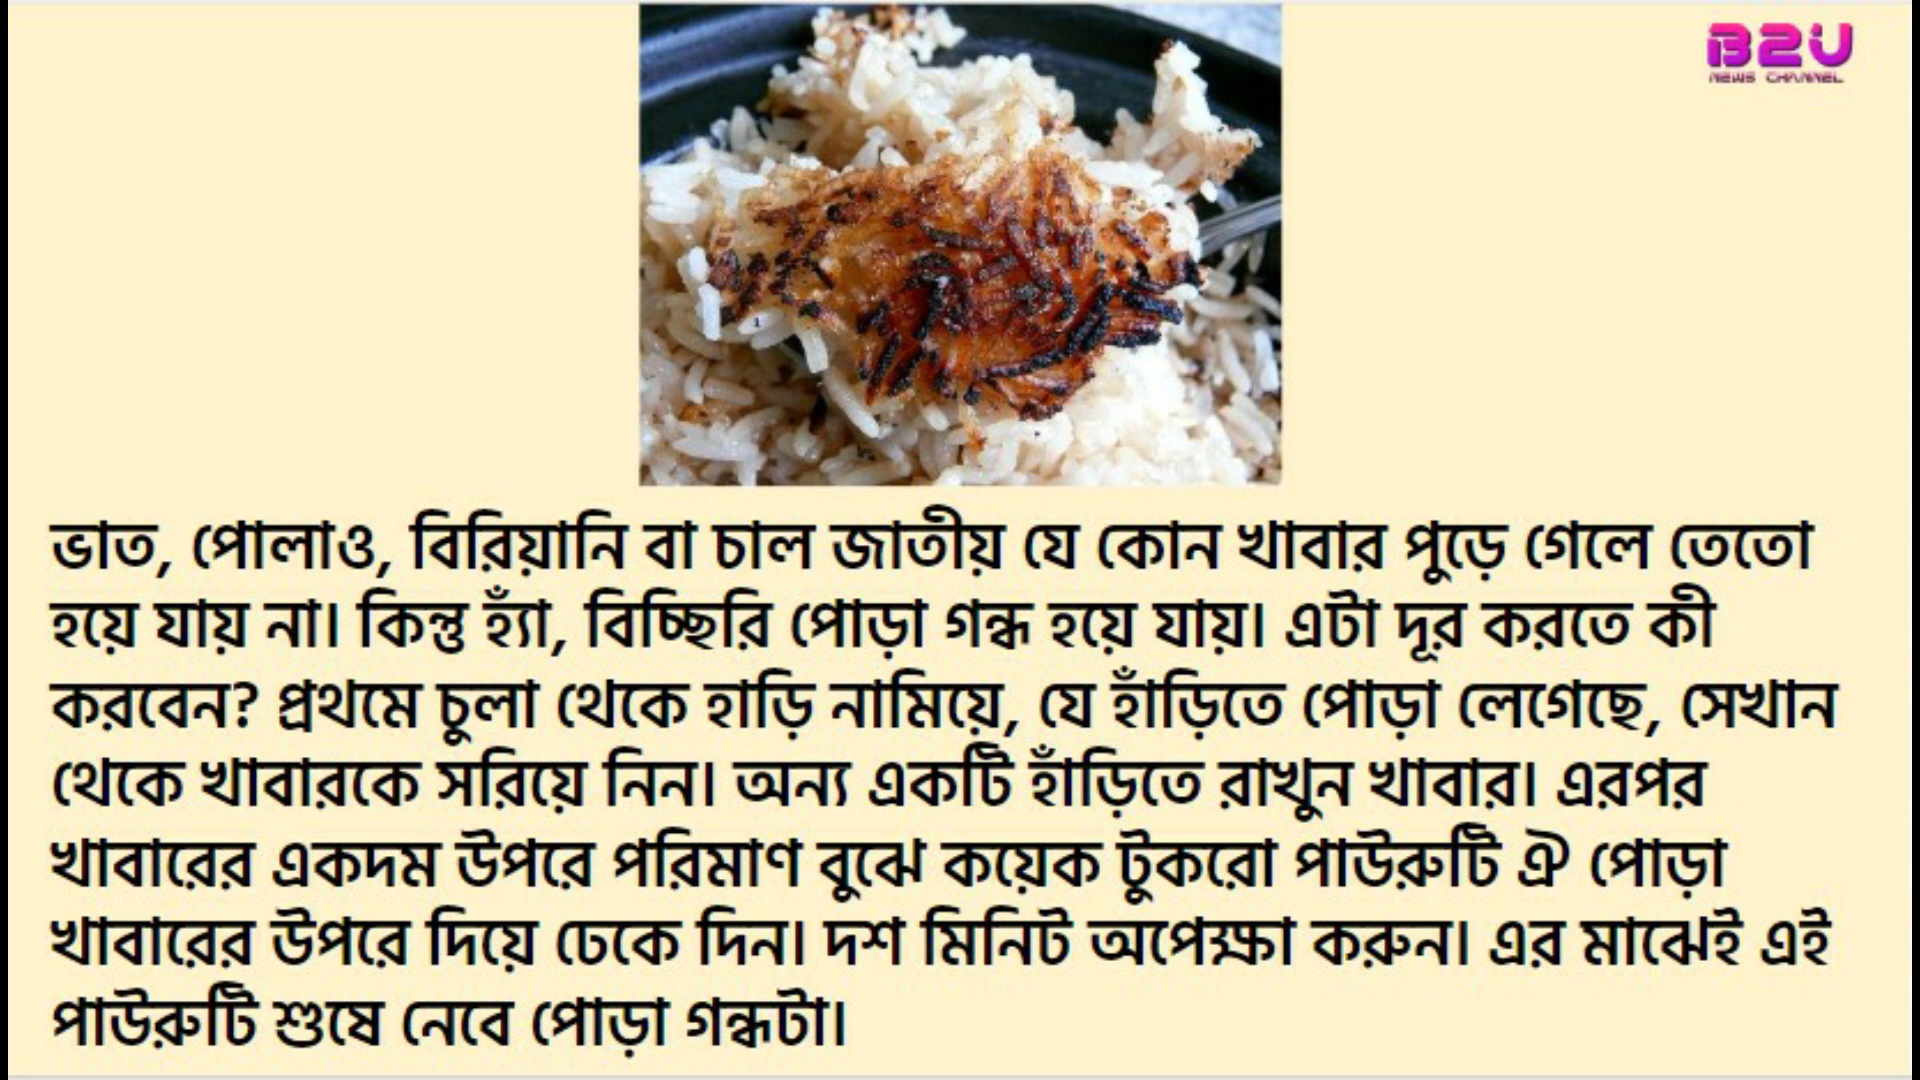 B2U
NEWS CHANNEL
ভাত, পোলাও, বিরিয়ানি বা চাল জাতীয় যে কোন খাবার পুড়ে গেলে তেতো
হয়ে যায় না। কিন্তু হ্যাঁ, বিচ্ছিরি পোড়া গন্ধ হয়ে যায়। এটা দূর করতে কী
করবেন? প্রথমে চুলা থেকে হাড়ি নামিয়ে, যে হাঁড়িতে পোড়া লেগেছে, সেখান
থেকে খাবারকে সরিয়ে নিন। অন্য একটি হাঁড়িতে রাখুন খাবার। এরপর
খাবারের একদম উপরে পরিমাণ বুঝে কয়েক টুকরো পাউরুটি ঐ পোড়া
খাবারের উপরে দিয়ে ঢেকে দিন। দশ মিনিট অপেক্ষা করুন। এর মাঝেই এই
পাউরুটি শুষে নেবে পোড়া গন্ধটা।